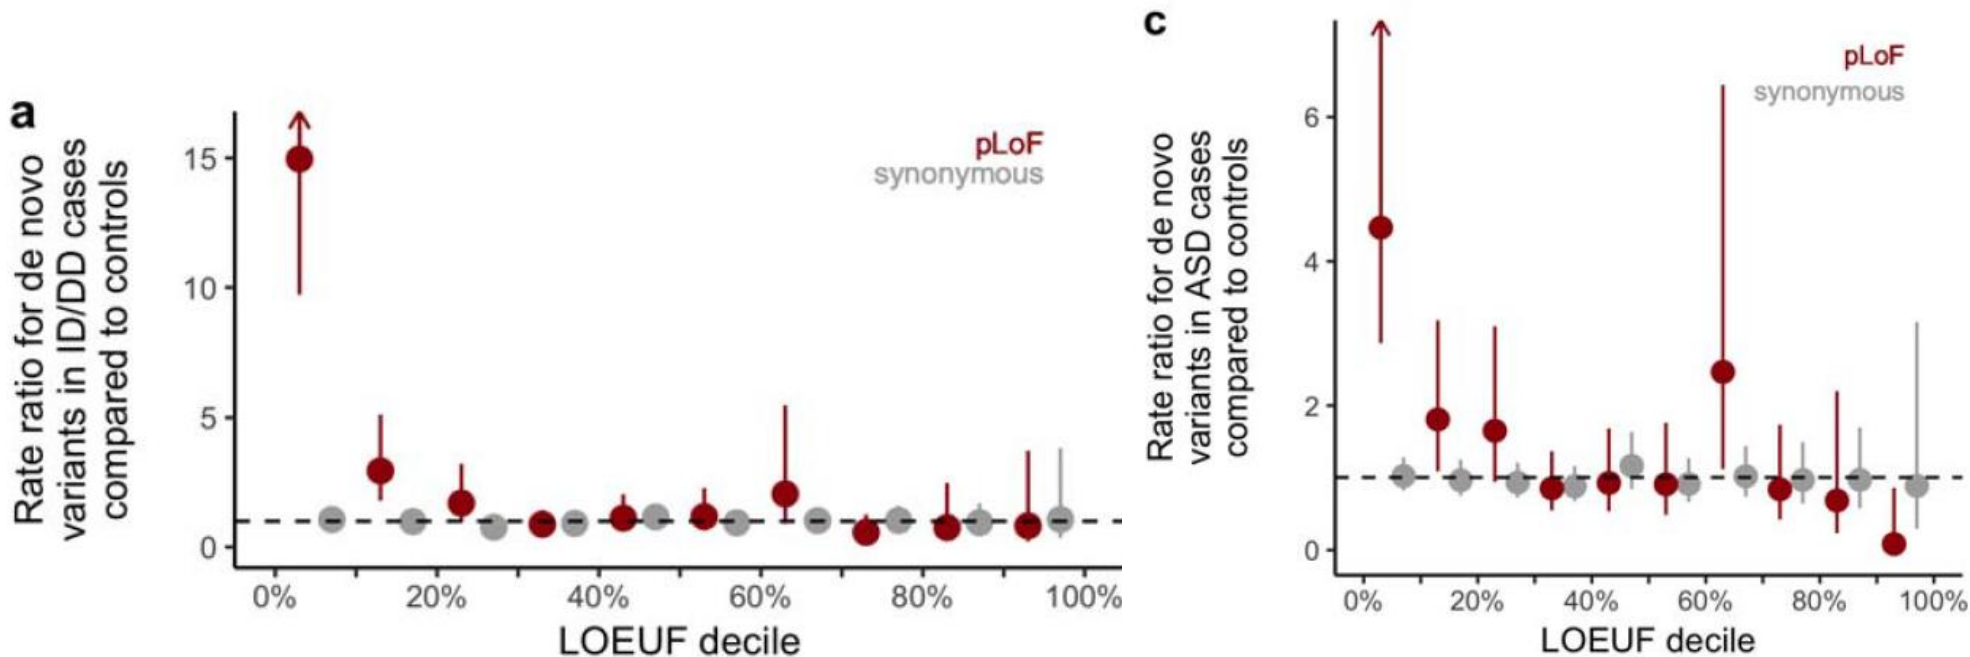 a
Rate ratio for de novo
variants in ID/DD cases
compared to controls
15
10
5
0
pLoF
synonymous
0%
20%
40%
60%
80%
100%
LOEUF decile
c
Rate ratio for de novo
variants in ASD cases
compared to controls
6
4
2
0
pLoF
synonymous
0%
20%
40%
60%
80%
100%
LOEUF decile